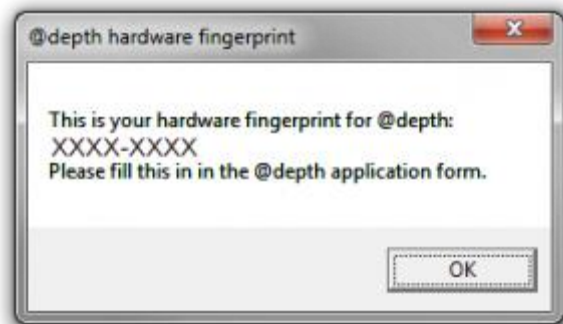 @depth hardware fingerprint
This is your hardware fingerprint for @depth:
XXXX-XXXX
Please fill this in in the @depth application form.
OK